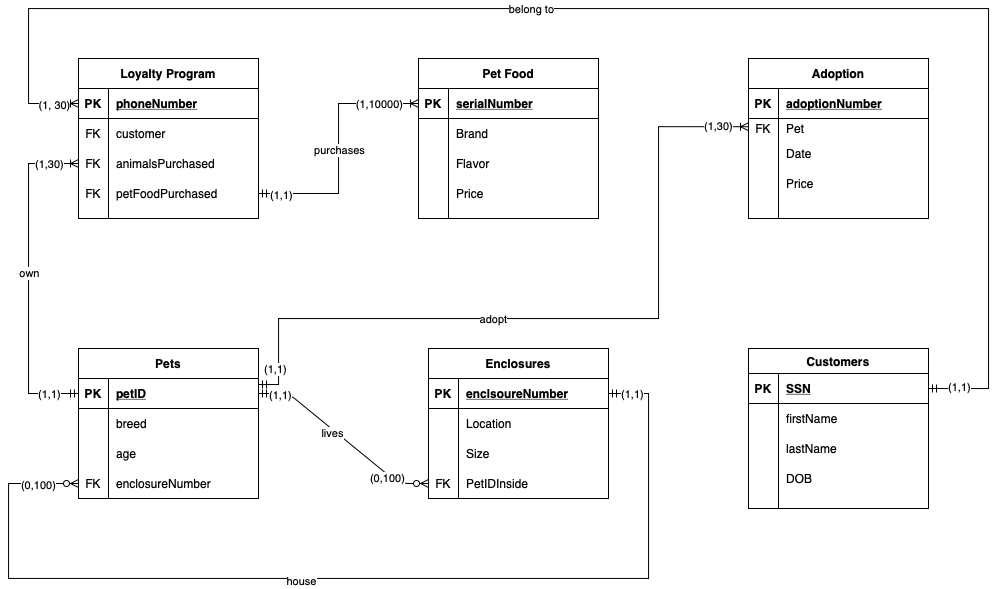 belong to
Loyalty Program
(1, 30)
PK phoneNumber
FK customer
(1,30)
FK animalsPurchased
FK petFoodPurchased
(1,1)
purchases
(1,10000)
Pet Food
PK serialNumber
Brand
Flavor
Price
Adoption
PK adoptionNumber
(1,30)
FK Pet
Date
Price
own
adopt
Pets
(1,1)
(1,1)
PK petID
(1,1)
breed
age
(0,100)
FK enclosureNumber
lives
(0,100)
Enclosures
PK enclsoureNumber
(1,1)
Location
Size
FK PetIDInside
Customers
PK SSN
(1,1)
firstName
lastName
DOB
house